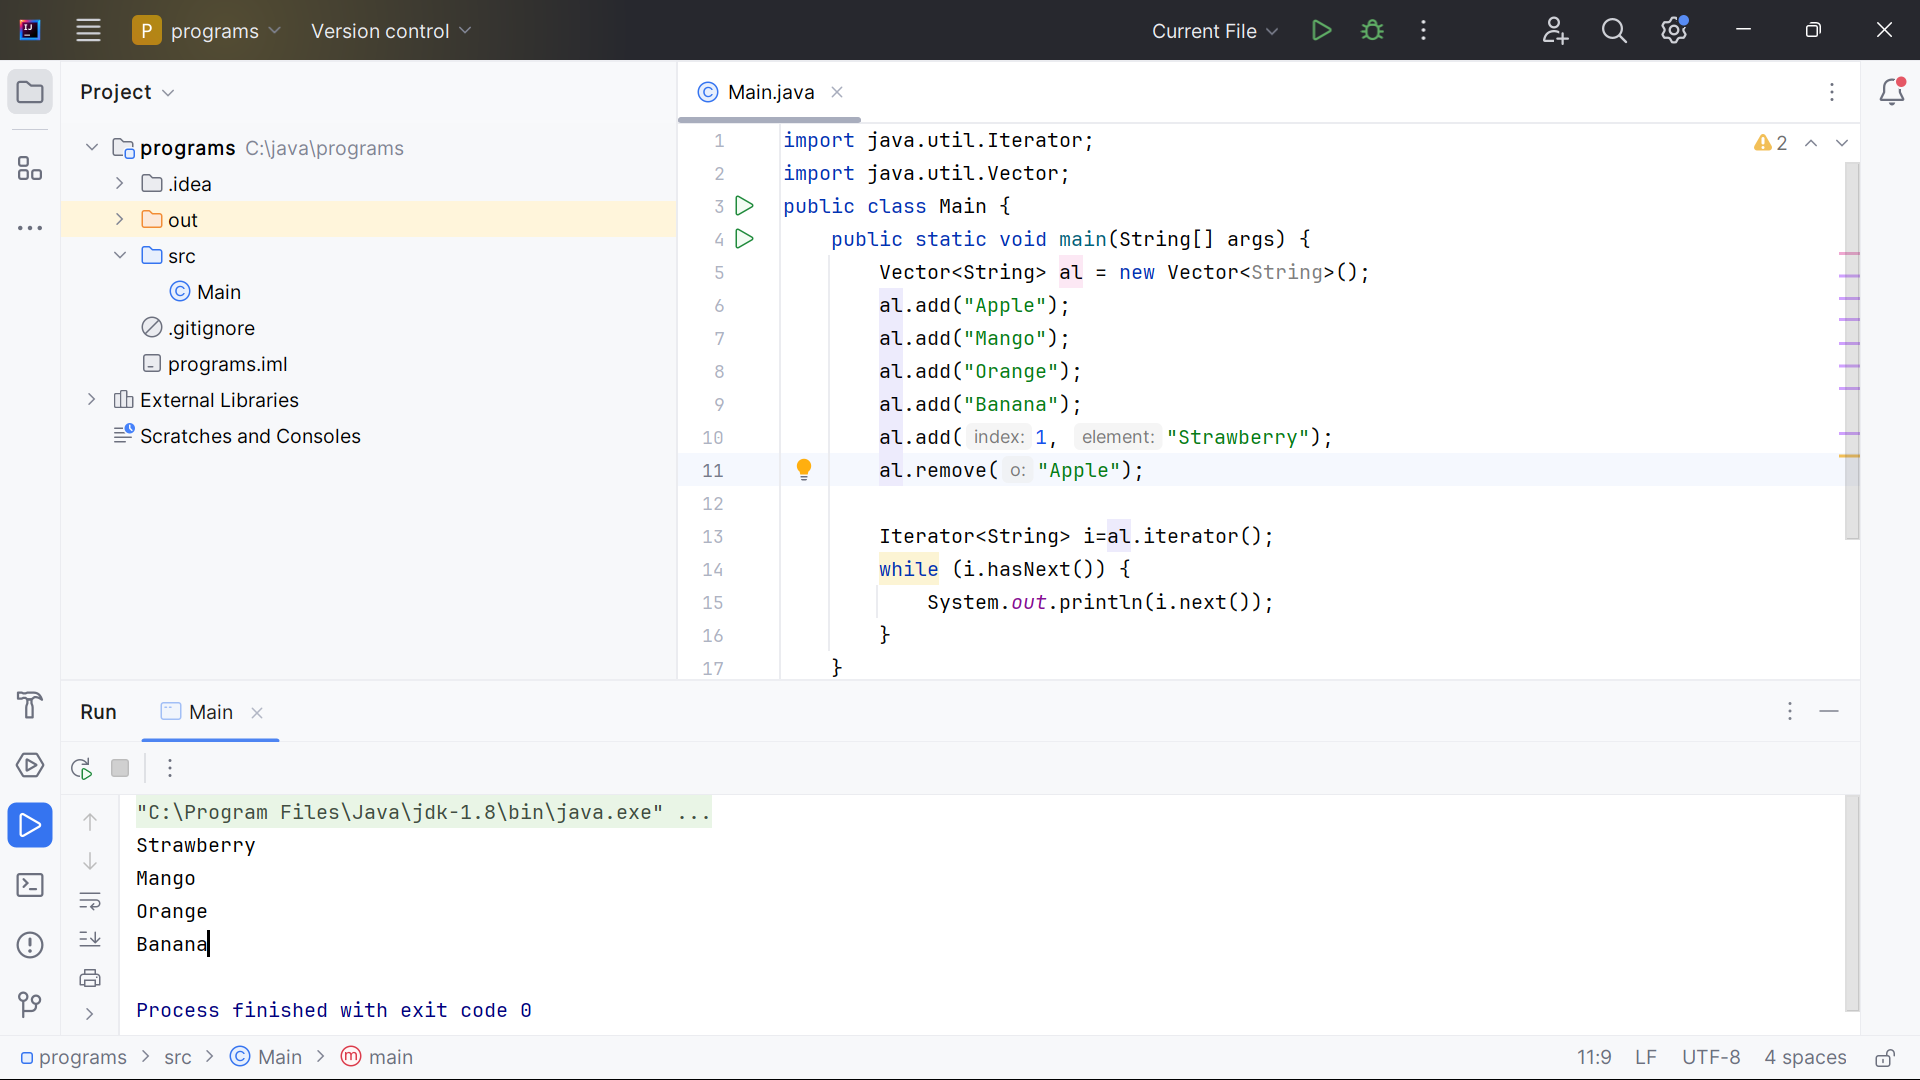 P programs Version control Current File
Project
programs C:\java\programs
.idea
out
src
Main
.gitignore
programs.iml
External Libraries
Scratches and Consoles
Main.java
2
1 import java.util.Iterator;
2 import java.util.Vector;
3 public class Main {
4 public static void main(String[] args) {
5 Vector<String> al = new Vector<String>();
6 al.add("Apple");
7 al.add("Mango");
8 al.add("Orange");
9 al.add("Banana");
10 al.add( index: 1, element: "Strawberry");
11 al.remove( o: "Apple");
12
13 Iterator<String> i=al.iterator();
14 while (i.hasNext()) {
15 System.out.println(i.next());
16 }
17 }
Run Main
"C:\Program Files\Java\jdk-1.8\bin\java.exe" ...
Strawberry
Mango
Orange
Banana
Process finished with exit code 0
programs > src > Main > main 11:9 LF UTF-8 4 spaces